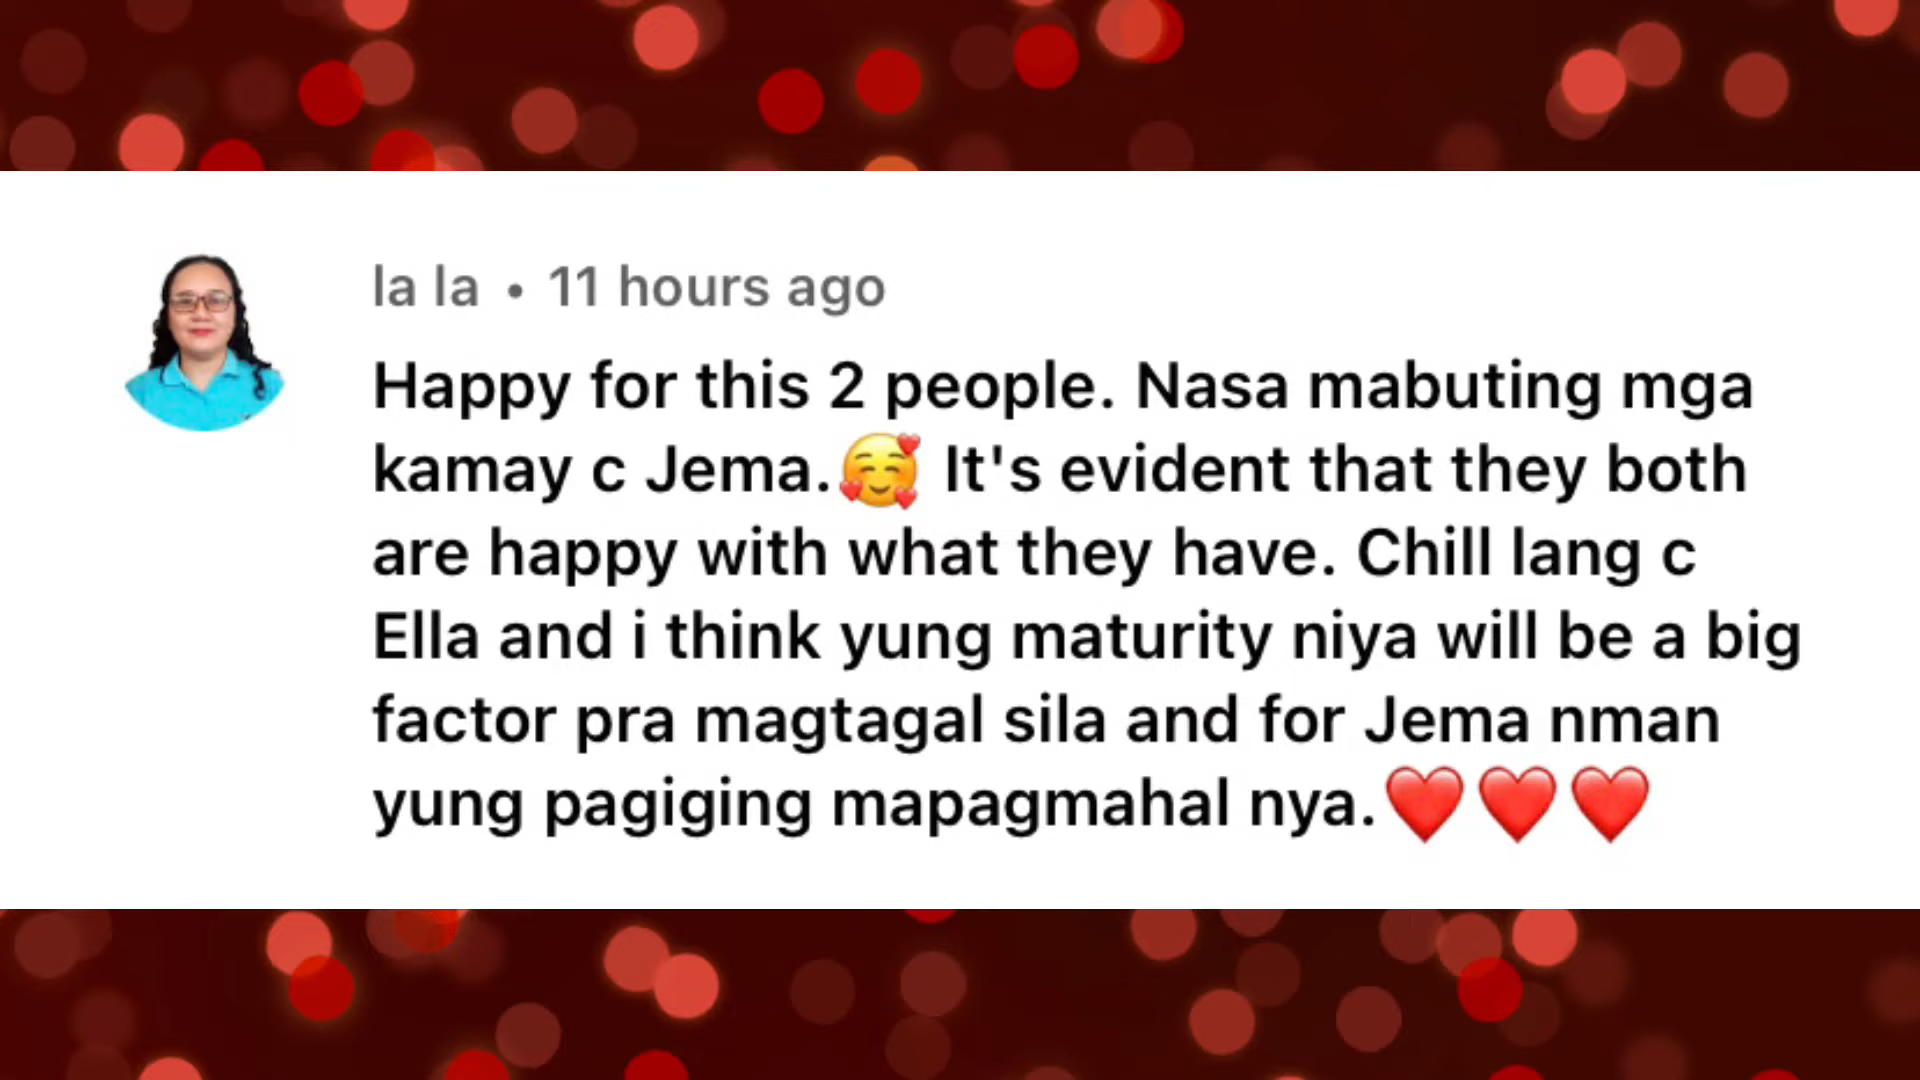 la la • 11 hours ago
Happy for this 2 people. Nasa mabuting mga
kamay c Jema.🥰 It's evident that they both
are happy with what they have. Chill lang c
Ella and i think yung maturity niya will be a big
factor pra magtagal sila and for Jema nman
yung pagiging mapagmahal nya.❤️❤️❤️